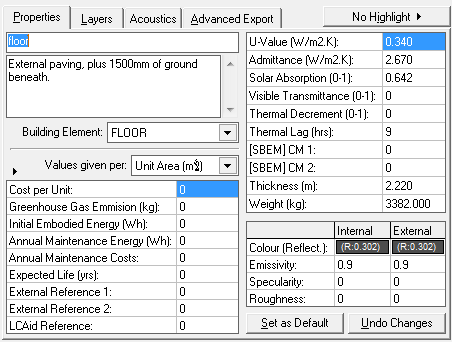 Properties Layers Acoustics Advanced Export No Highlight
floor
External paving, plus 1500mm of ground
beneath.
Building Element: FLOOR
Values given per: Unit Area (m²)
Cost per Unit: 0
Greenhouse Gas Emmision (kg): 0
Initial Embodied Energy (Wh): 0
Annual Maintenance Energy (Wh): 0
Annual Maintenance Costs: 0
Expected Life (yrs): 0
External Reference 1: 0
External Reference 2: 0
LCAid Reference: 0
U-Value (W/m2.K): 0.340
Admittance (W/m2.K): 2.670
Solar Absorption (0-1): 0.642
Visible Transmittance (0-1): 0
Thermal Decrement (0-1): 0
Thermal Lag (hrs): 9
[SBEM] CM 1: 0
[SBEM] CM 2: 0
Thickness (m): 2.220
Weight (kg): 3382.000
Internal External
Colour (Reflect.): (R:0.302) (R:0.302)
Emissivity: 0.9 0.9
Specularity: 0 0
Roughness: 0 0
Set as Default Undo Changes